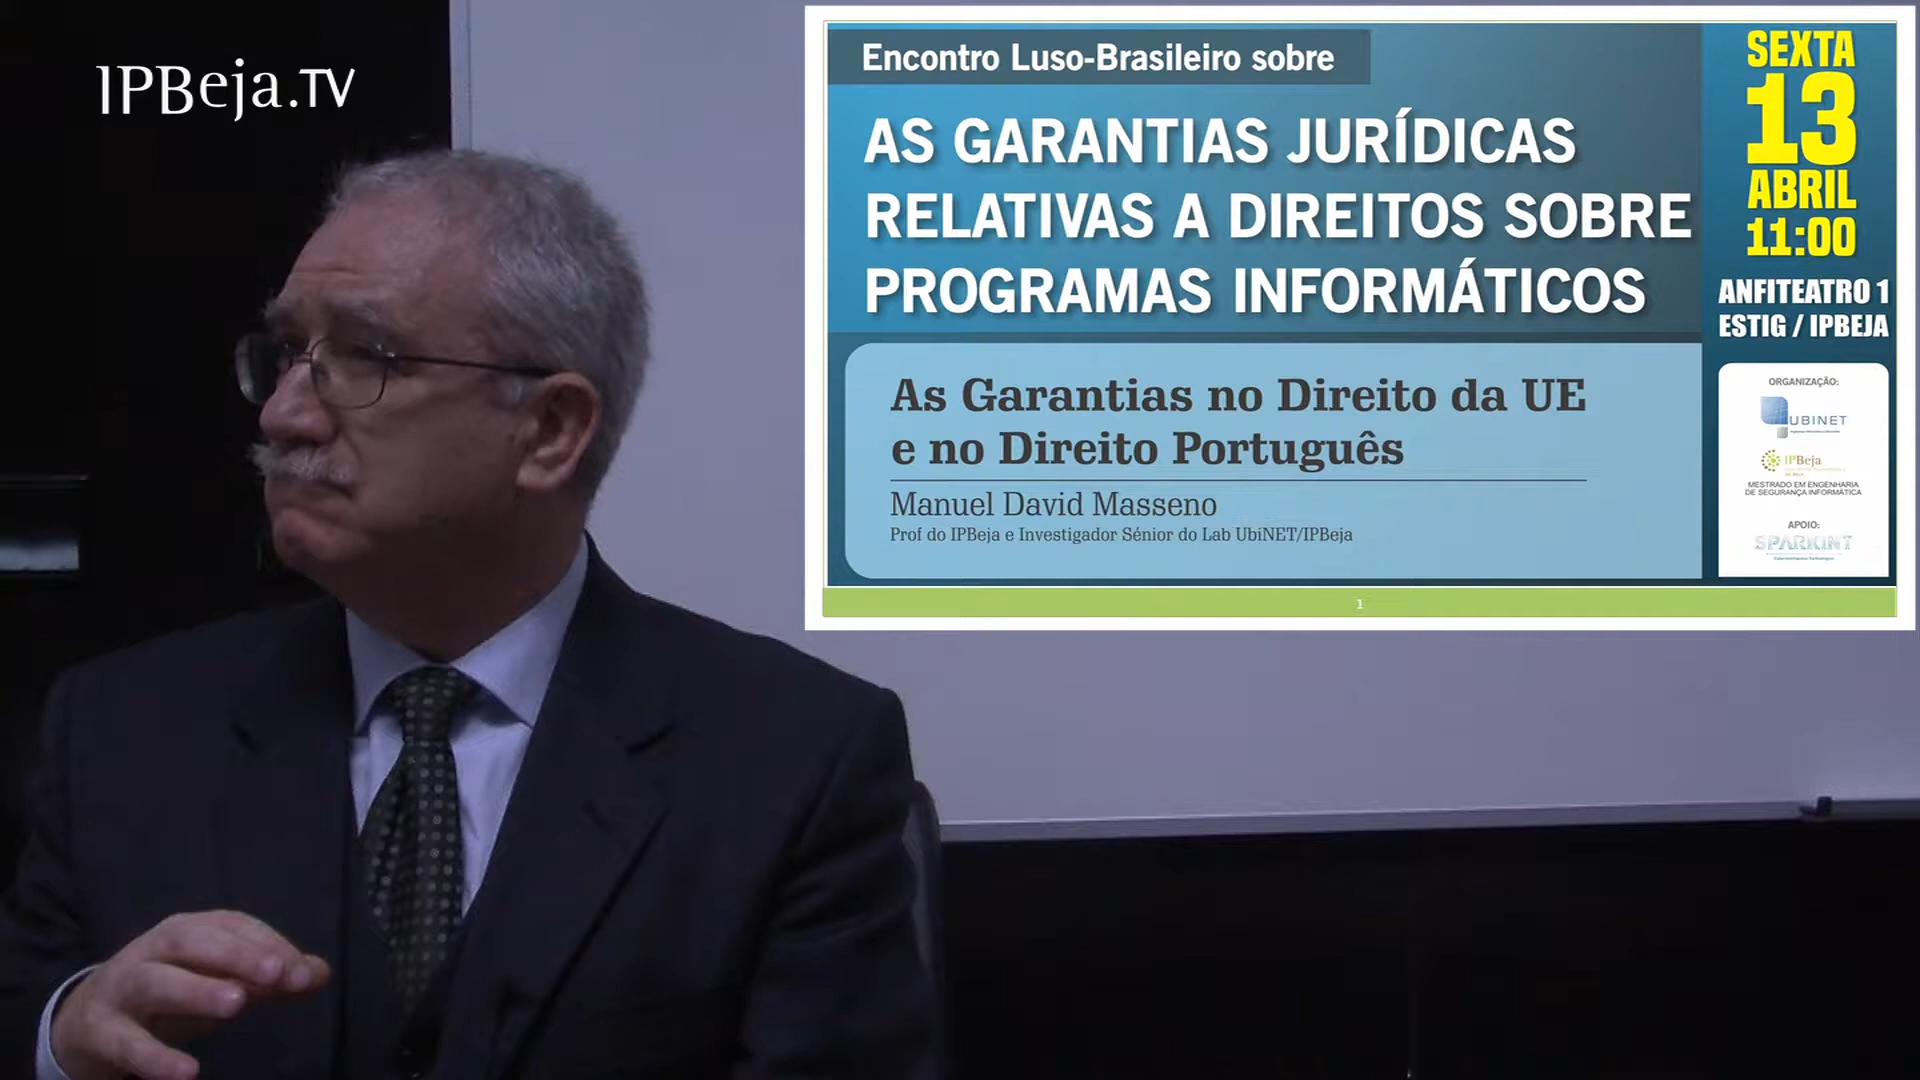 IPBeja.TV
Encontro Luso-Brasileiro sobre
AS GARANTIAS JURÍDICAS
RELATIVAS A DIREITOS SOBRE
PROGRAMAS INFORMÁTICOS
As Garantias no Direito da UE
e no Direito Português
Manuel David Masseno
Prof do IPBeja e Investigador Sénior do Lab UbiNET/IPBeja
SEXTA
13
ABRIL
11:00
ANFITEATRO 1
ESTIG / IPBEJA
ORGANIZAÇÃO:
UBINET
IPBeja
MESTRADO EM ENGENHARIA
DE SEGURANÇA INFORMÁTICA
APOIO:
SPARKINT
1